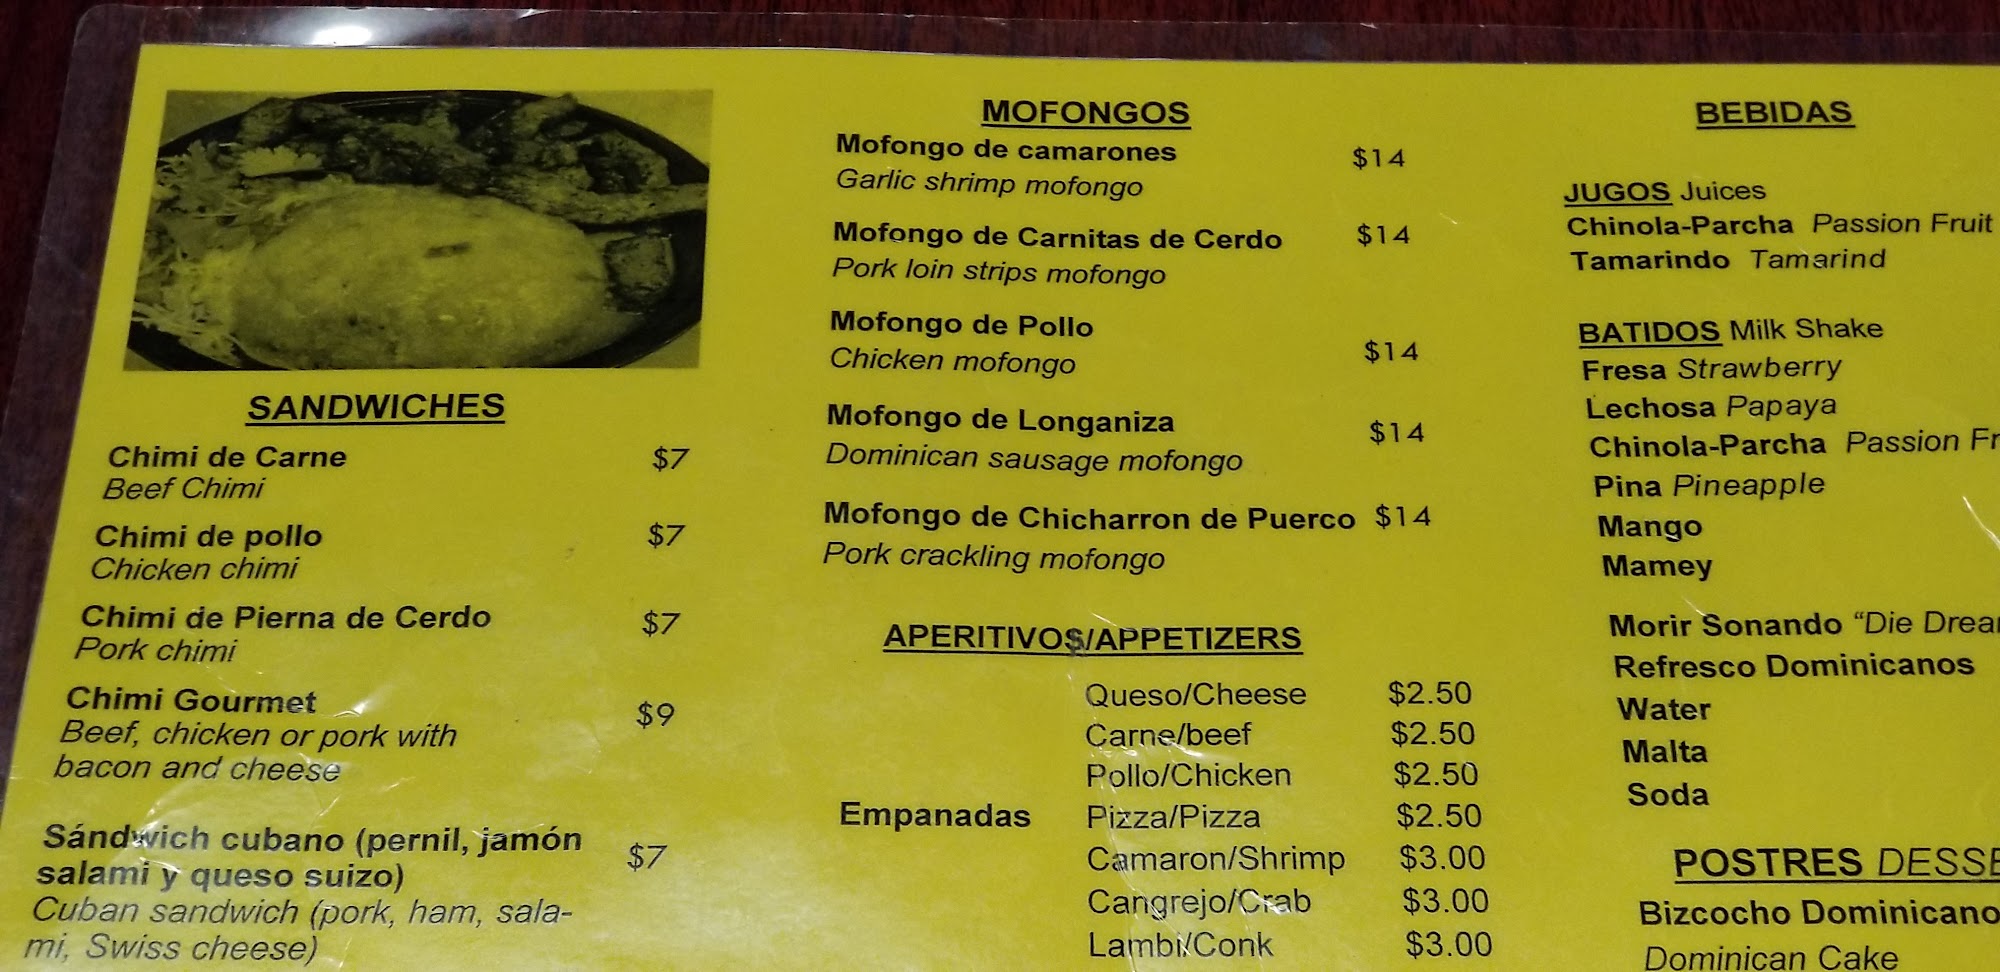 SANDWICHES
Chimi de Carne $7
Beef Chimi
Chimi de pollo $7
Chicken chimi
Chimi de Pierna de Cerdo $7
Pork chimi
Chimi Gourmet $9
Beef, chicken or pork with
bacon and cheese
Sándwich cubano (pernil, jamón
salami y queso suizo) $7
Cuban sandwich (pork, ham, sala-
mi, Swiss cheese)
MOFONGOS
Mofongo de camarones $14
Garlic shrimp mofongo
Mofongo de Carnitas de Cerdo $14
Pork loin strips mofongo
Mofongo de Pollo
Chicken mofongo $14
Mofongo de Longaniza $14
Dominican sausage mofongo
Mofongo de Chicharron de Puerco $14
Pork crackling mofongo
APERITIVOS/APPETIZERS
Queso/Cheese $2.50
Carne/beef $2.50
Pollo/Chicken $2.50
Empanadas Pizza/Pizza $2.50
Camaron/Shrimp $3.00
Cangrejo/Crab $3.00
Lambi/Conk $3.00
BEBIDAS
JUGOS Juices
Chinola-Parcha Passion Fruit
Tamarindo Tamarind
BATIDOS Milk Shake
Fresa Strawberry
Lechosa Papaya
Chinola-Parcha Passion Fr
Pina Pineapple
Mango
Mamey
Morir Sonando “Die Drea
Refresco Dominicanos
Water
Malta
Soda
POSTRES DESSE
Bizcocho Dominicano
Dominican Cake